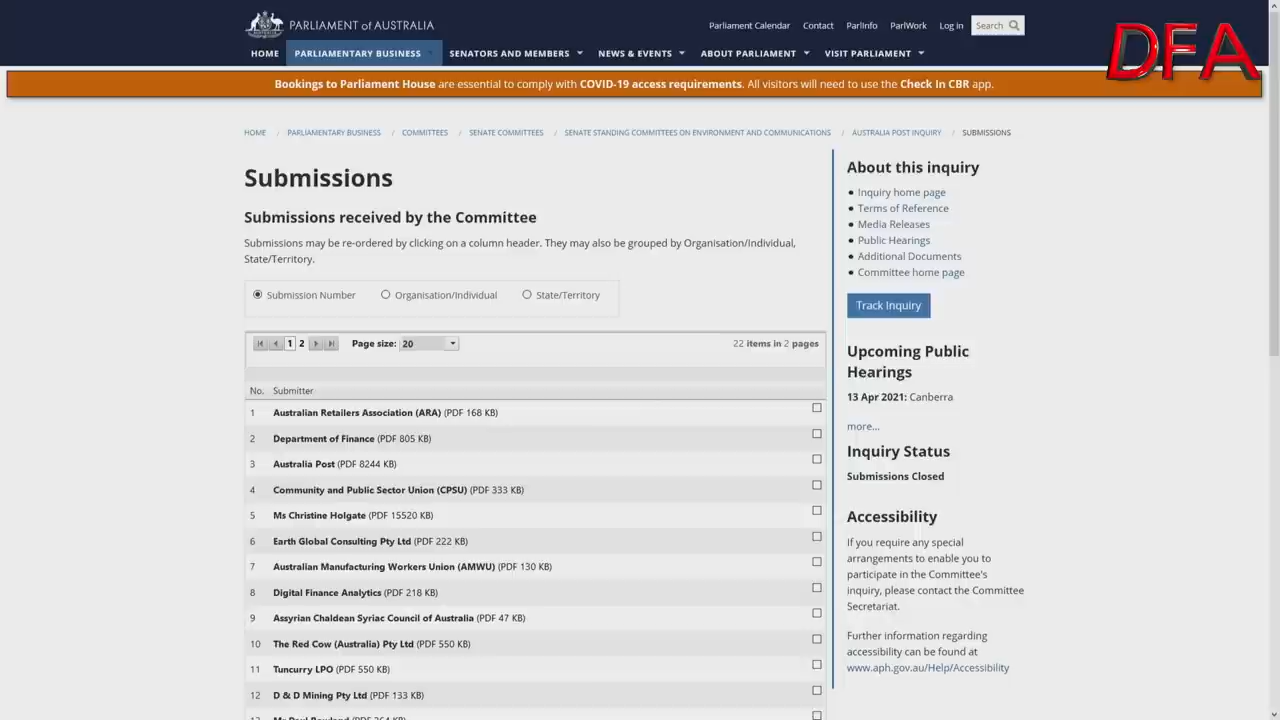 PARLIAMENT of AUSTRALIA
Parliament Calendar Contact ParlInfo ParlWork Log in Search
DFA
HOME PARLIAMENTARY BUSINESS SENATORS AND MEMBERS NEWS & EVENTS ABOUT PARLIAMENT VISIT PARLIAMENT
Bookings to Parliament House are essential to comply with COVID-19 access requirements. All visitors will need to use the Check In CBR app.
HOME / PARLIAMENTARY BUSINESS / COMMITTEES / SENATE COMMITTEES / SENATE STANDING COMMITTEES ON ENVIRONMENT AND COMMUNICATIONS / AUSTRALIA POST INQUIRY / SUBMISSIONS
Submissions
Submissions received by the Committee
Submissions may be re-ordered by clicking on a column header. They may also be grouped by Organisation/Individual,
State/Territory.
Submission Number Organisation/Individual State/Territory
1 2 Page size: 20 22 items in 2 pages
No. Submitter
1 Australian Retailers Association (ARA) (PDF 168 KB)
2 Department of Finance (PDF 805 KB)
3 Australia Post (PDF 8244 KB)
4 Community and Public Sector Union (CPSU) (PDF 333 KB)
5 Ms Christine Holgate (PDF 15520 KB)
6 Earth Global Consulting Pty Ltd (PDF 222 KB)
7 Australian Manufacturing Workers Union (AMWU) (PDF 130 KB)
8 Digital Finance Analytics (PDF 218 KB)
9 Assyrian Chaldean Syriac Council of Australia (PDF 47 KB)
10 The Red Cow (Australia) Pty Ltd (PDF 550 KB)
11 Tuncurry LPO (PDF 550 KB)
12 D & D Mining Pty Ltd (PDF 133 KB)
About this inquiry
Inquiry home page
Terms of Reference
Media Releases
Public Hearings
Additional Documents
Committee home page
Track Inquiry
Upcoming Public
Hearings
13 Apr 2021: Canberra
more...
Inquiry Status
Submissions Closed
Accessibility
If you require any special
arrangements to enable you to
participate in the Committee's
inquiry, please contact the Committee
Secretariat.
Further information regarding
accessibility can be found at
www.aph.gov.au/Help/Accessibility